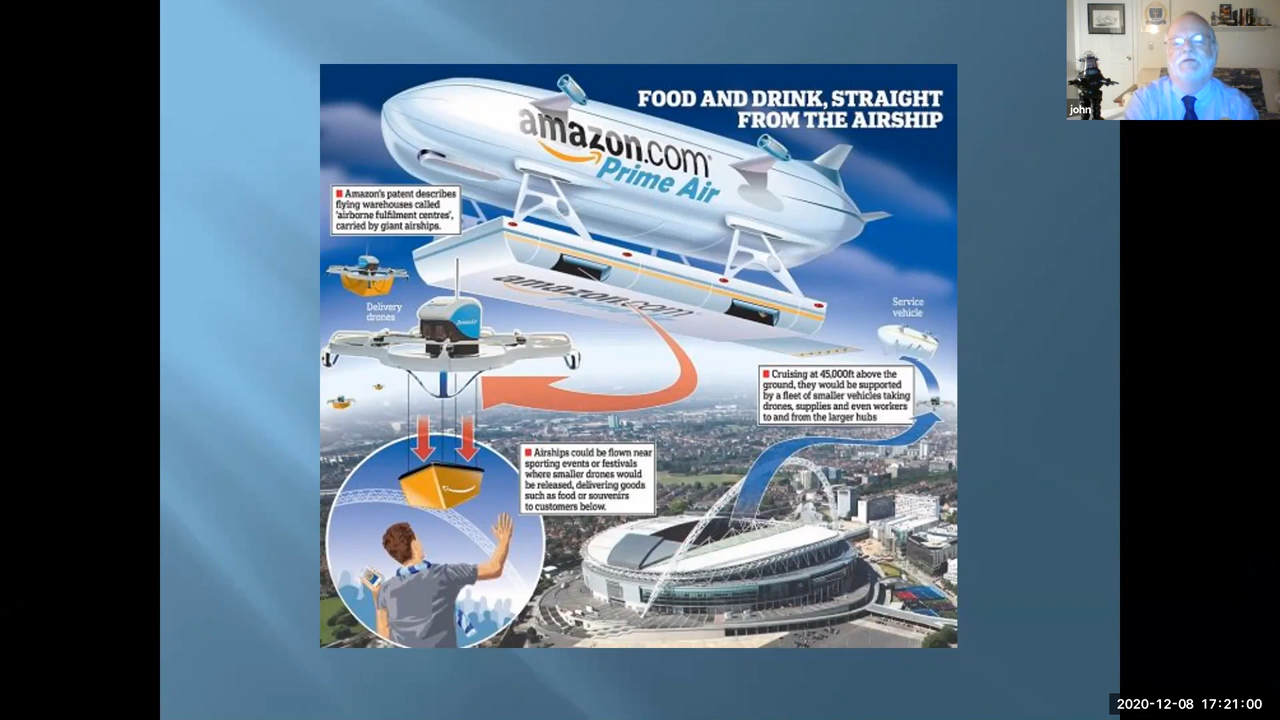 FOOD AND DRINK, STRAIGHT
FROM THE AIRSHIP
amazon.com
Prime Air
■ Amazon's patent describes
flying warehouses called
'airborne fulfilment centres',
carried by giant airships.
amazon.com
Delivery
drones
Service
vehicle
■ Cruising at 45,000ft above the
ground, they would be supported
by a fleet of smaller vehicles taking
drones, supplies and even workers
to and from the larger hubs
■ Airships could be flown near
sporting events or festivals
where smaller drones would
be released, delivering goods
such as food or souvenirs
to customers below.
john
2020-12-08 17:21:00